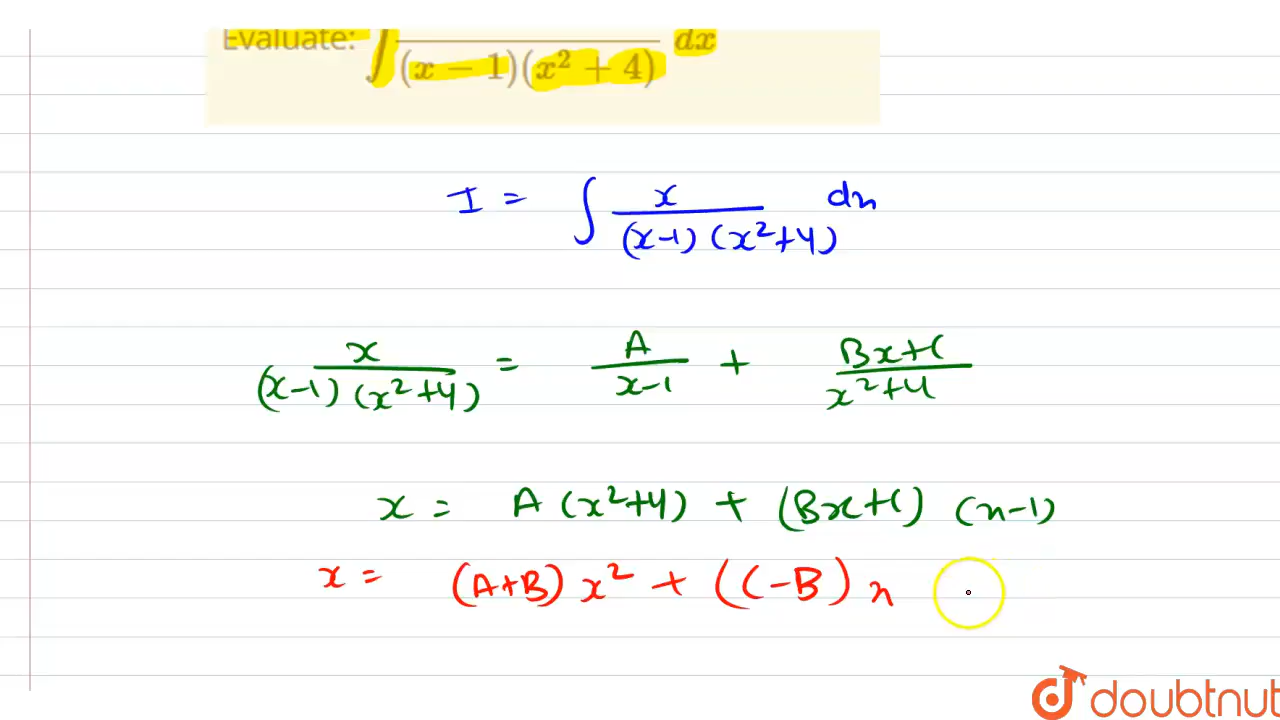 Evaluate: ∫ / (x − 1)(x² + 4) dx
I = ∫ x / (x-1) (x²+4) dx
x / (x-1) (x²+4) = A / x-1 + Bx+C / x²+4
x = A (x²+4) + (Bx+C) (x-1)
x = (A+B) x² + (C-B) x
doubtnut